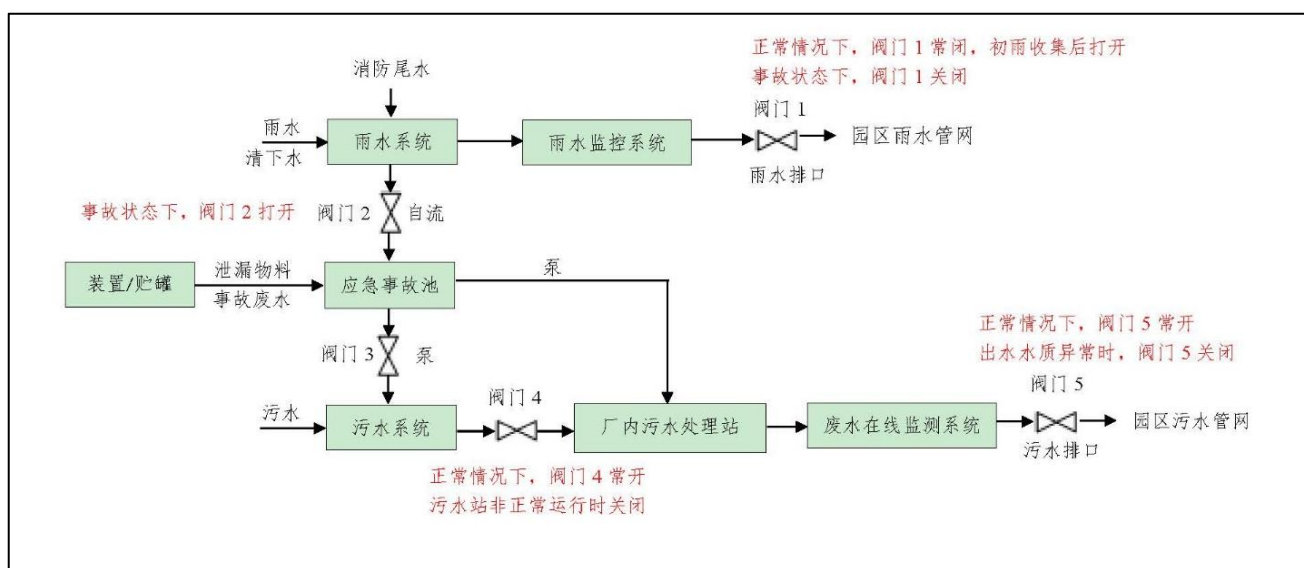 正常情况下，阀门 1 常闭，初雨收集后打开
事故状态下，阀门 1 关闭
消防尾水
阀门 1
雨水
清下水
雨水系统
雨水监控系统
园区雨水管网
雨水排口
事故状态下，阀门 2 打开
阀门 2
自流
装置/贮罐
泄漏物料
事故废水
应急事故池
泵
阀门 3
泵
正常情况下，阀门 5 常开
出水水质异常时，阀门 5 关闭
阀门 5
污水
污水系统
阀门 4
厂内污水处理站
废水在线监测系统
园区污水管网
污水排口
正常情况下，阀门 4 常开
污水站非正常运行时关闭